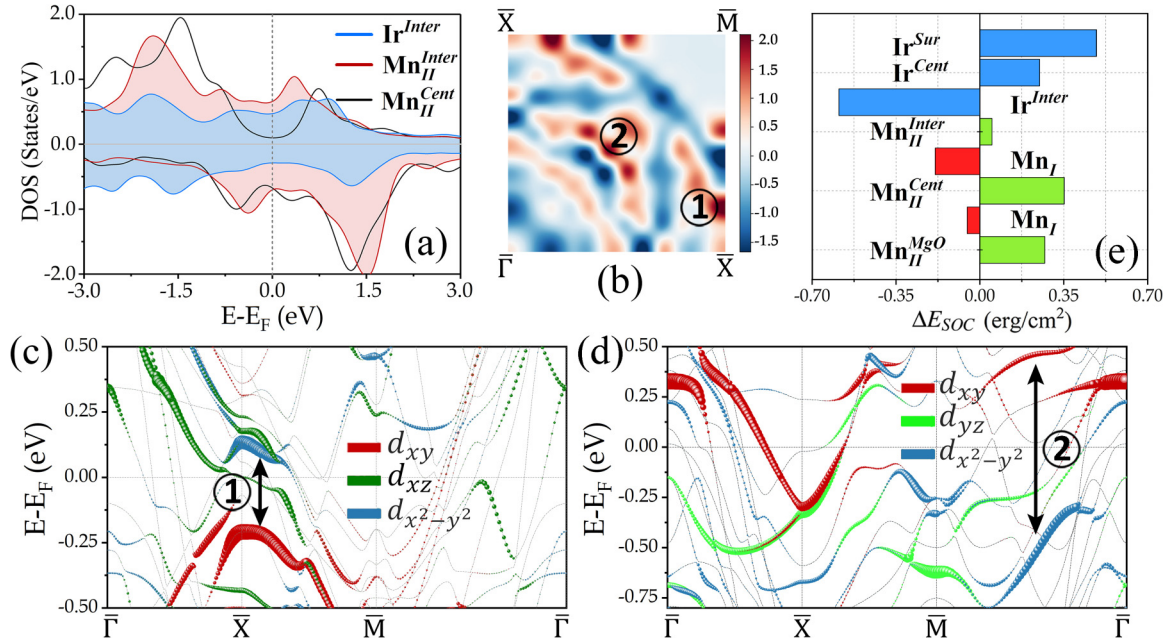 2.0
1.0
0.0
1.0
2.0
DOS (States/eV)
-3.0 -1.5 0.0 1.5 3.0
E-E_F (eV)
Ir^Inter
Mn_II^Inter
Mn_II^Cent
(a)
X̅ M̅
Γ̅ X̅
② ①
(b)
2.0
1.5
1.0
0.5
0.0
-0.5
-1.0
-1.5
Ir^Sur
Ir^Cent
Ir^Inter
Mn_II^Inter
Mn_I
Mn_II^Cent
Mn_I
Mn_II^MgO
(e)
-0.70 -0.35 0.00 0.35 0.70
ΔE_SOC (erg/cm²)
(c)
0.50
0.25
0.00
-0.25
-0.50
E-E_F (eV)
①
d_xy
d_xz
d_x²−y²
Γ̅ X̅ M̅ Γ̅
(d)
0.50
0.25
0.00
-0.25
-0.50
-0.75
E-E_F (eV)
d_xy
d_yz
d_x²−y²
②
Γ̅ X̅ M̅ Γ̅